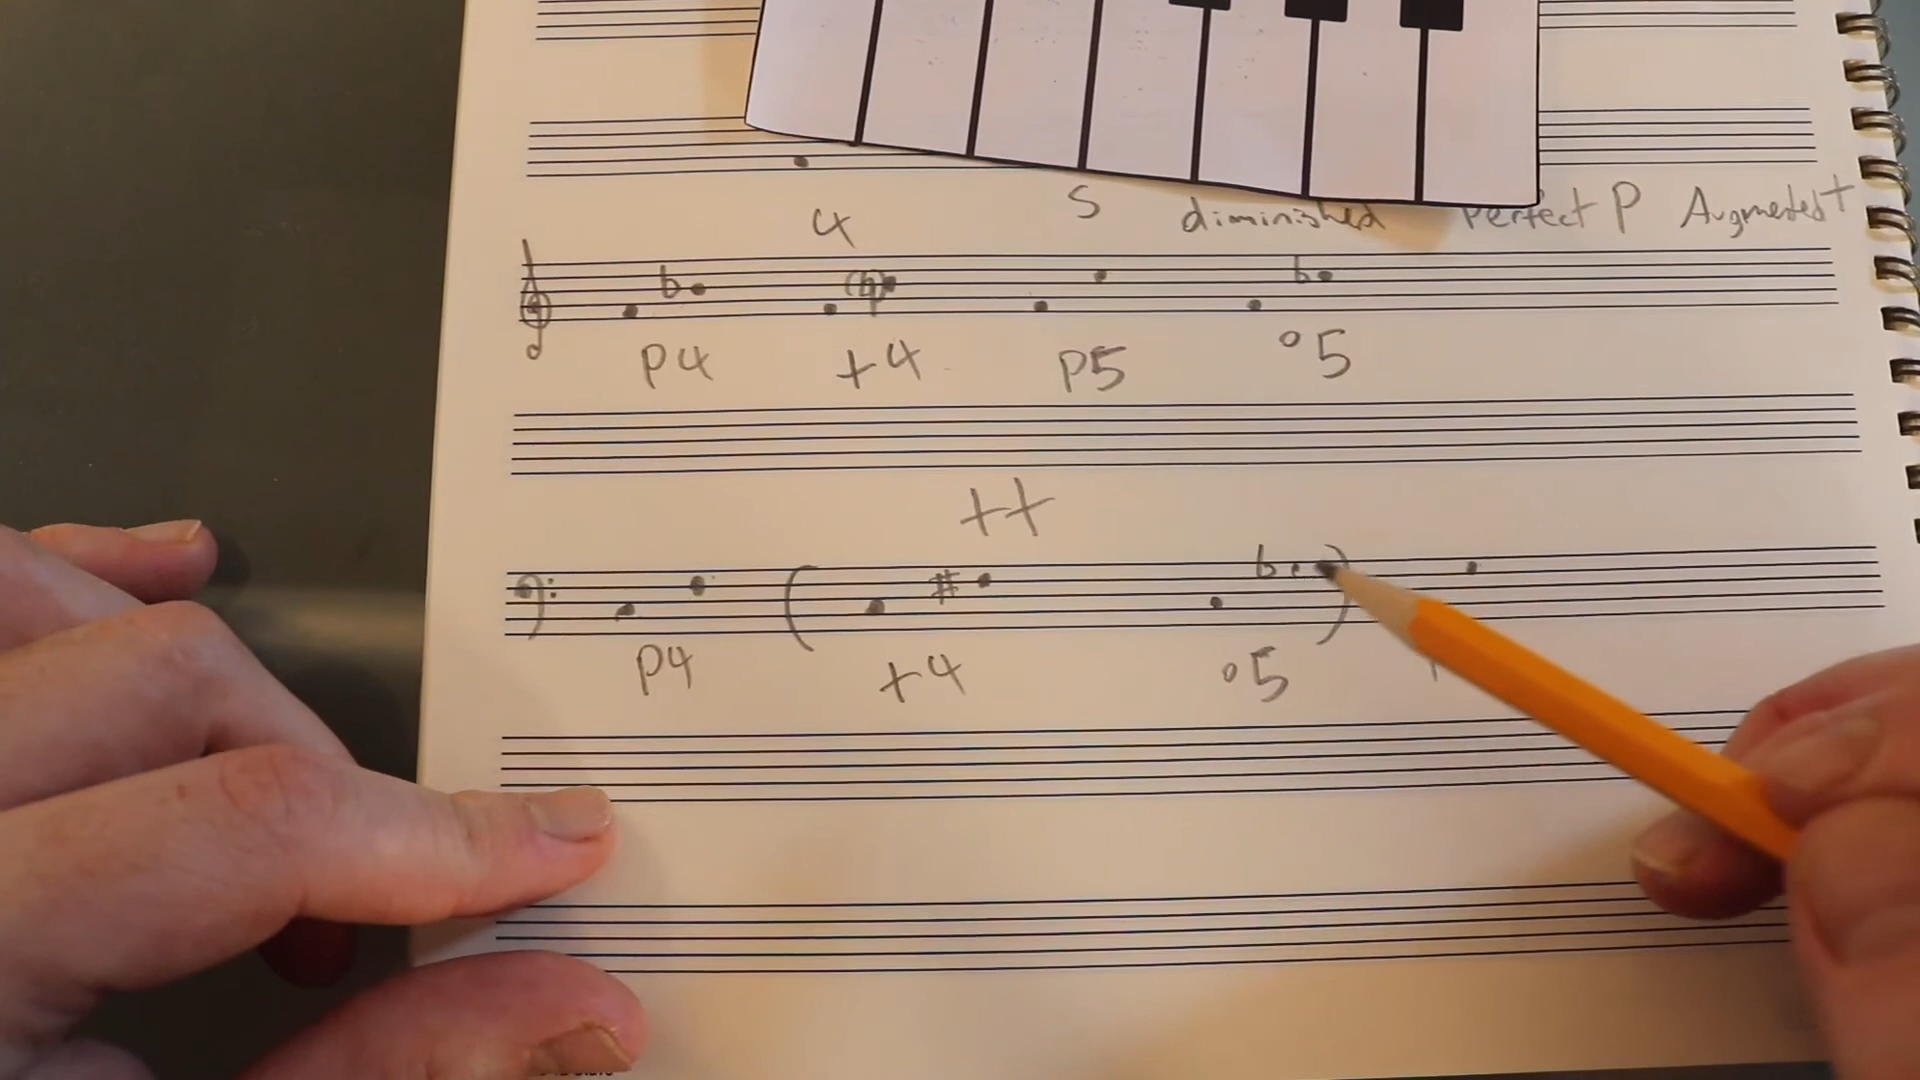 4 5 diminished Perfect P Augmented +
P4 +4 P5 °5
++
P4 +4 °5